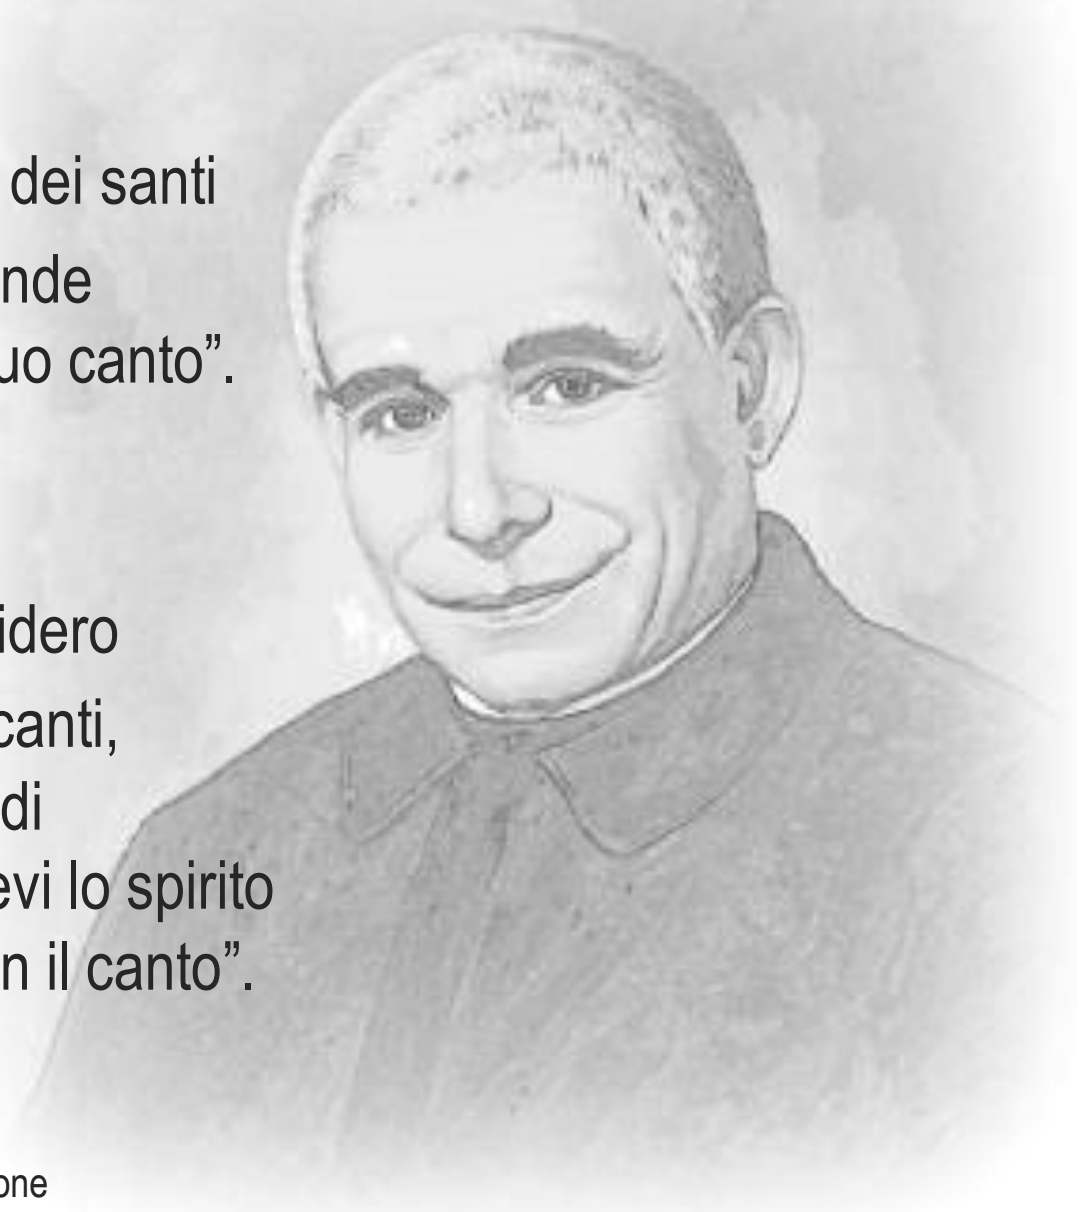 dei santi
nde
uo canto”.
idero
canti,
di
evi lo spirito
n il canto”.
one